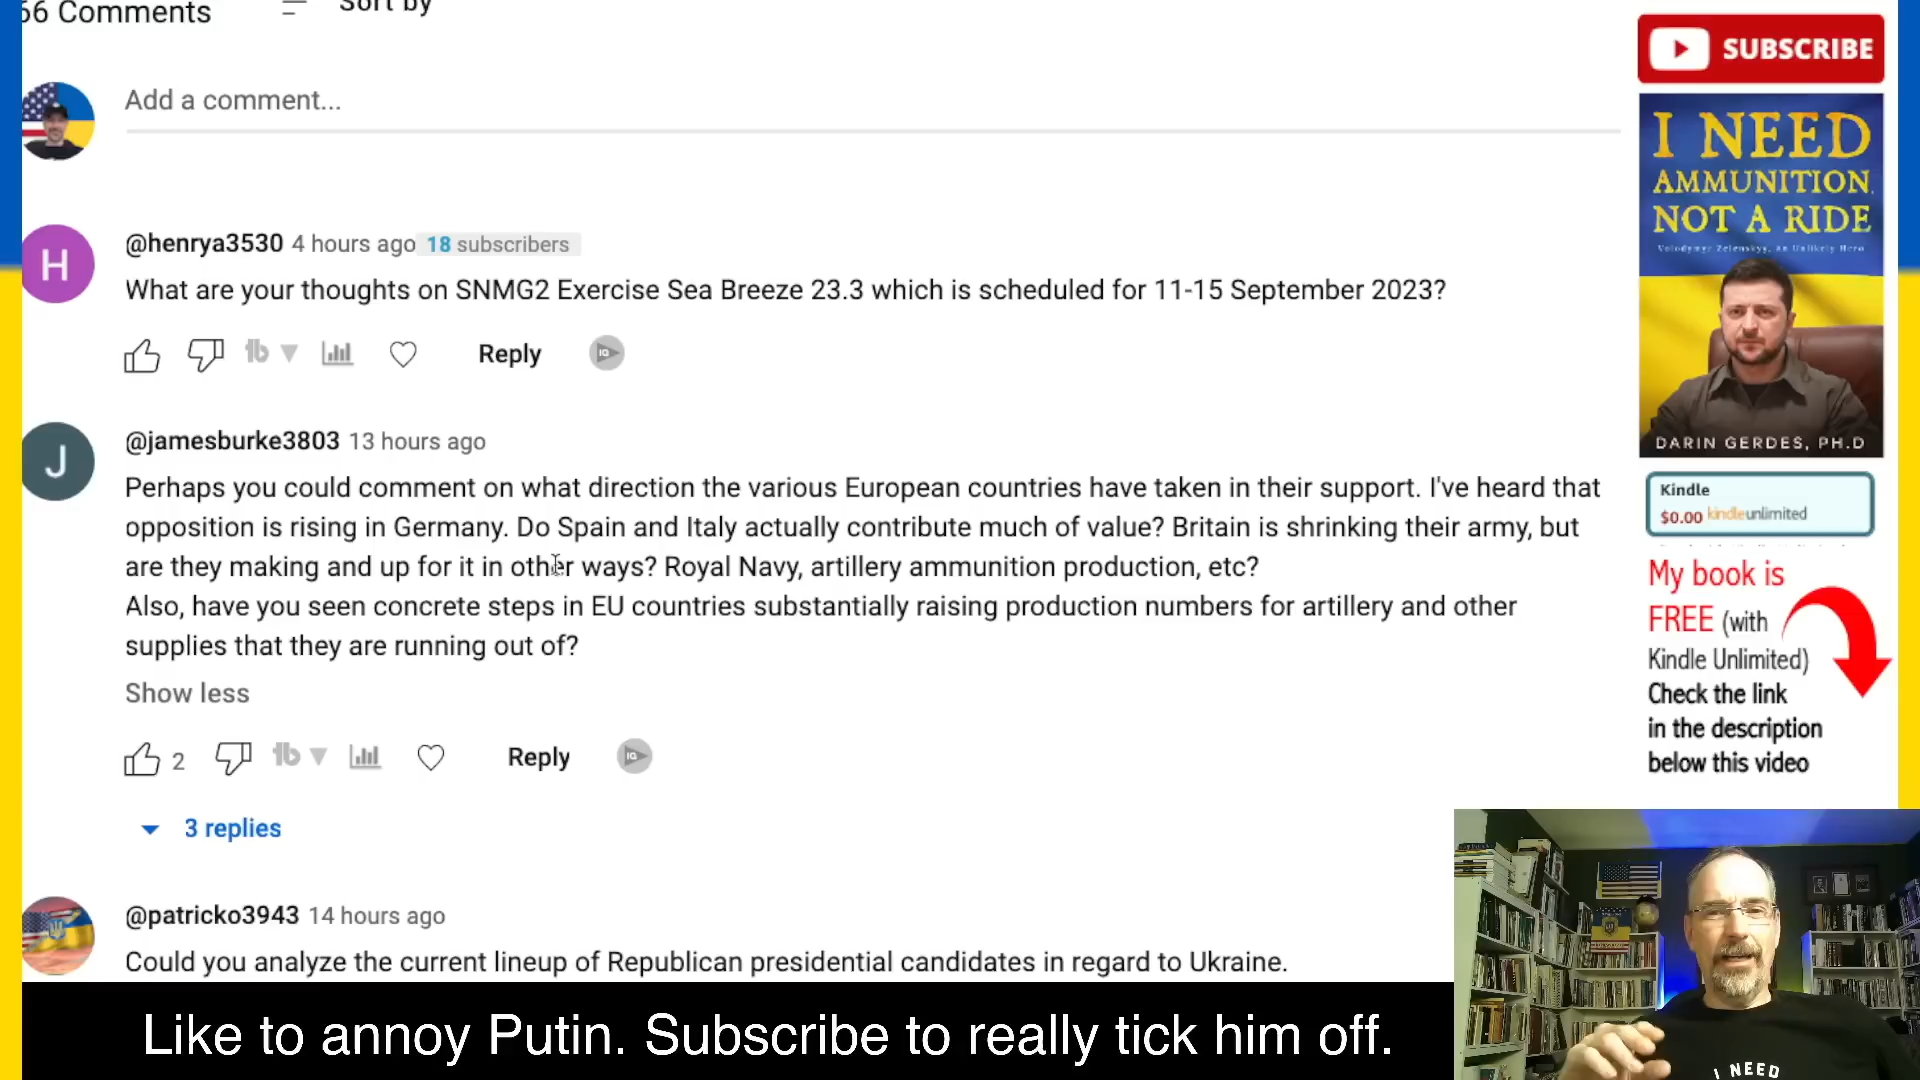 66 Comments
Sort by
Add a comment...
@henrya3530 4 hours ago 18 subscribers
What are your thoughts on SNMG2 Exercise Sea Breeze 23.3 which is scheduled for 11-15 September 2023?
Reply
@jamesburke3803 13 hours ago
Perhaps you could comment on what direction the various European countries have taken in their support. I've heard that
opposition is rising in Germany. Do Spain and Italy actually contribute much of value? Britain is shrinking their army, but
are they making and up for it in other ways? Royal Navy, artillery ammunition production, etc?
Also, have you seen concrete steps in EU countries substantially raising production numbers for artillery and other
supplies that they are running out of?
Show less
2
Reply
3 replies
@patricko3943 14 hours ago
Could you analyze the current lineup of Republican presidential candidates in regard to Ukraine.
SUBSCRIBE
I NEED
AMMUNITION,
NOT A RIDE
Volodymyr Zelenskyy, An Unlikely Hero
DARIN GERDES, PH.D
Kindle
$0.00 kindleunlimited
My book is
FREE (with
Kindle Unlimited)
Check the link
in the description
below this video
H
J
I NEED
Like to annoy Putin. Subscribe to really tick him off.